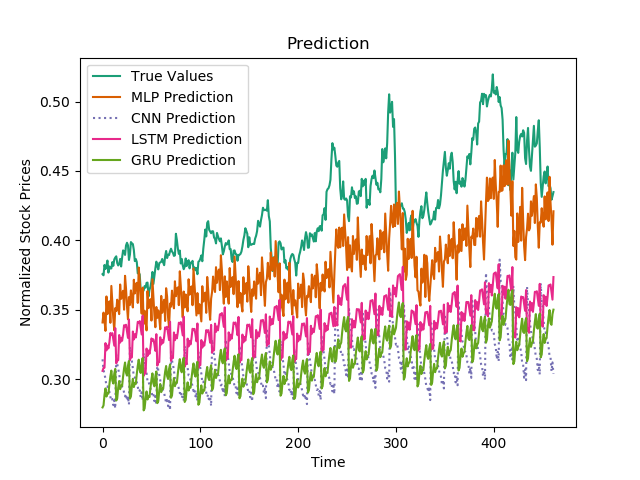 Prediction
True Values
MLP Prediction
CNN Prediction
LSTM Prediction
GRU Prediction
Normalized Stock Prices
0.50
0.45
0.40
0.35
0.30
0 100 200 300 400
Time